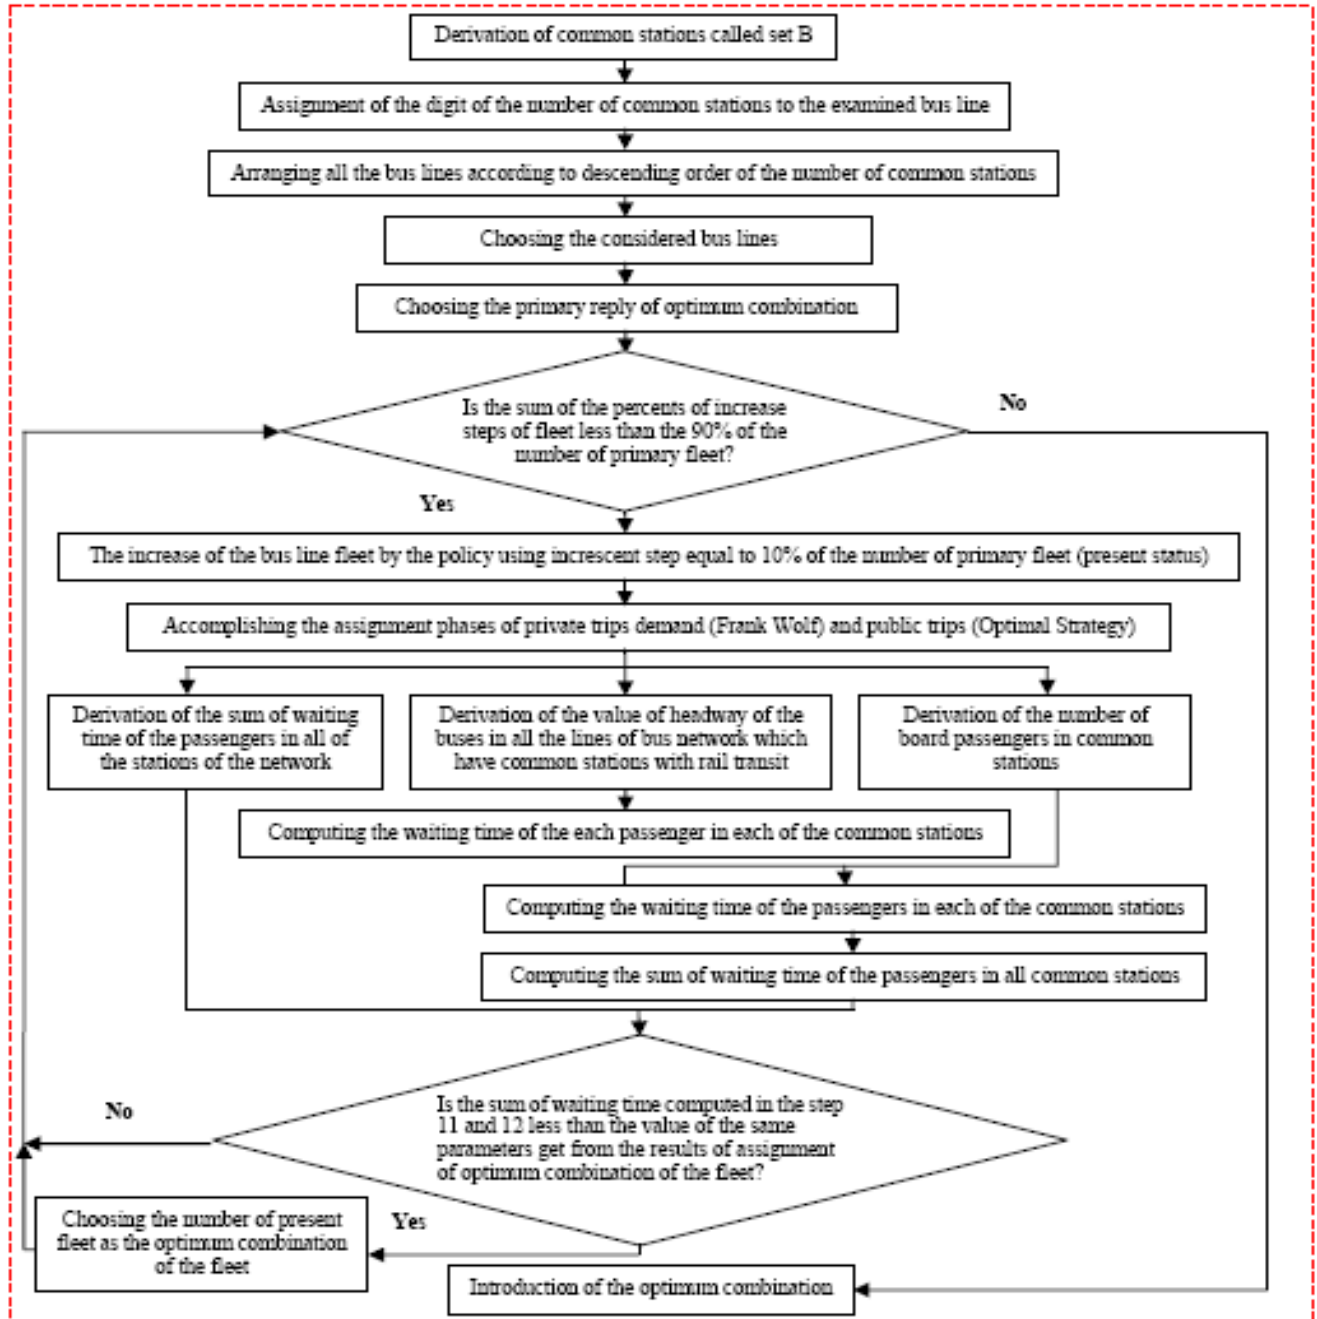 Derivation of common stations called set B
Assignment of the digit of the number of common stations to the examined bus line
Arranging all the bus lines according to descending order of the number of common stations
Choosing the considered bus lines
Choosing the primary reply of optimum combination
Is the sum of the percents of increase
steps of fleet less than the 90% of the
number of primary fleet?
No
Yes
The increase of the bus line fleet by the policy using increscent step equal to 10% of the number of primary fleet (present status)
Accomplishing the assignment phases of private trips demand (Frank Wolf) and public trips (Optimal Strategy)
Derivation of the sum of waiting
time of the passengers in all of
the stations of the network
Derivation of the value of headway of the
buses in all the lines of bus network which
have common stations with rail transit
Derivation of the number of
board passengers in common
stations
Computing the waiting time of the each passenger in each of the common stations
Computing the waiting time of the passengers in each of the common stations
Computing the sum of waiting time of the passengers in all common stations
Is the sum of waiting time computed in the step
11 and 12 less than the value of the same
parameters get from the results of assignment
of optimum combination of the fleet?
No
Yes
Choosing the number of present
fleet as the optimum combination
of the fleet
Introduction of the optimum combination